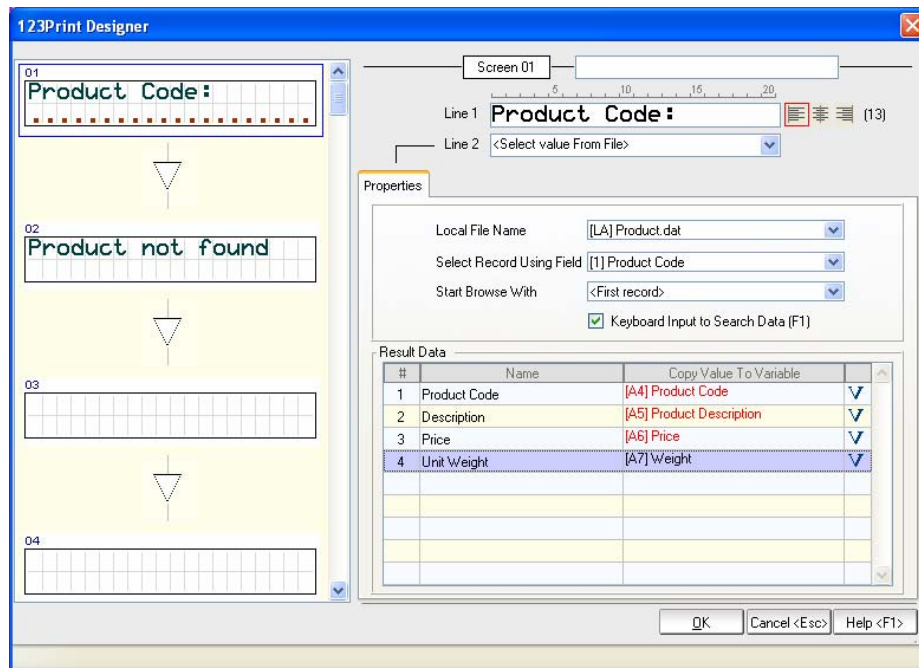 123Print Designer
01
Product Code:
02
Product not found
03
04
Screen 01
5 10 15 20
Line 1 Product Code: (13)
Line 2 <Select value From File>
Properties
Local File Name [LA] Product.dat
Select Record Using Field [1] Product Code
Start Browse With <First record>
Keyboard Input to Search Data (F1)
Result Data
# Name Copy Value To Variable
1 Product Code [A4] Product Code V
2 Description [A5] Product Description V
3 Price [A6] Price V
4 Unit Weight [A7] Weight V
OK Cancel <Esc> Help <F1>